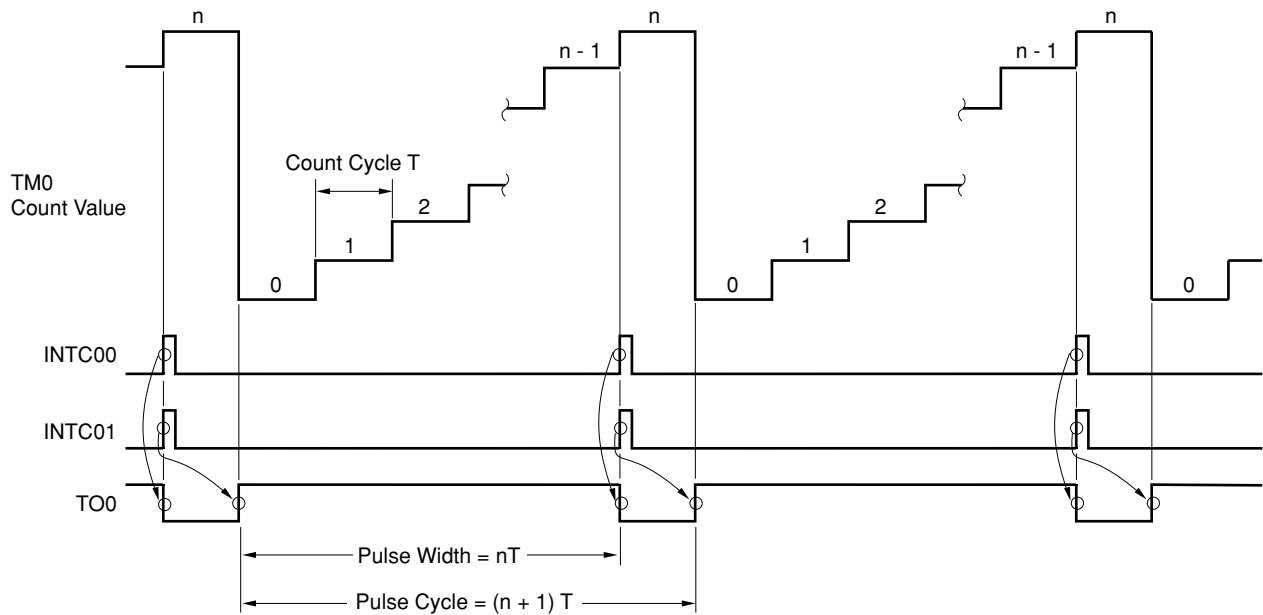 n
n
n
n - 1
n - 1
Count Cycle T
TM0
Count Value
2
2
1
1
0
0
0
INTC00
INTC01
TO0
Pulse Width = nT
Pulse Cycle = (n + 1) T